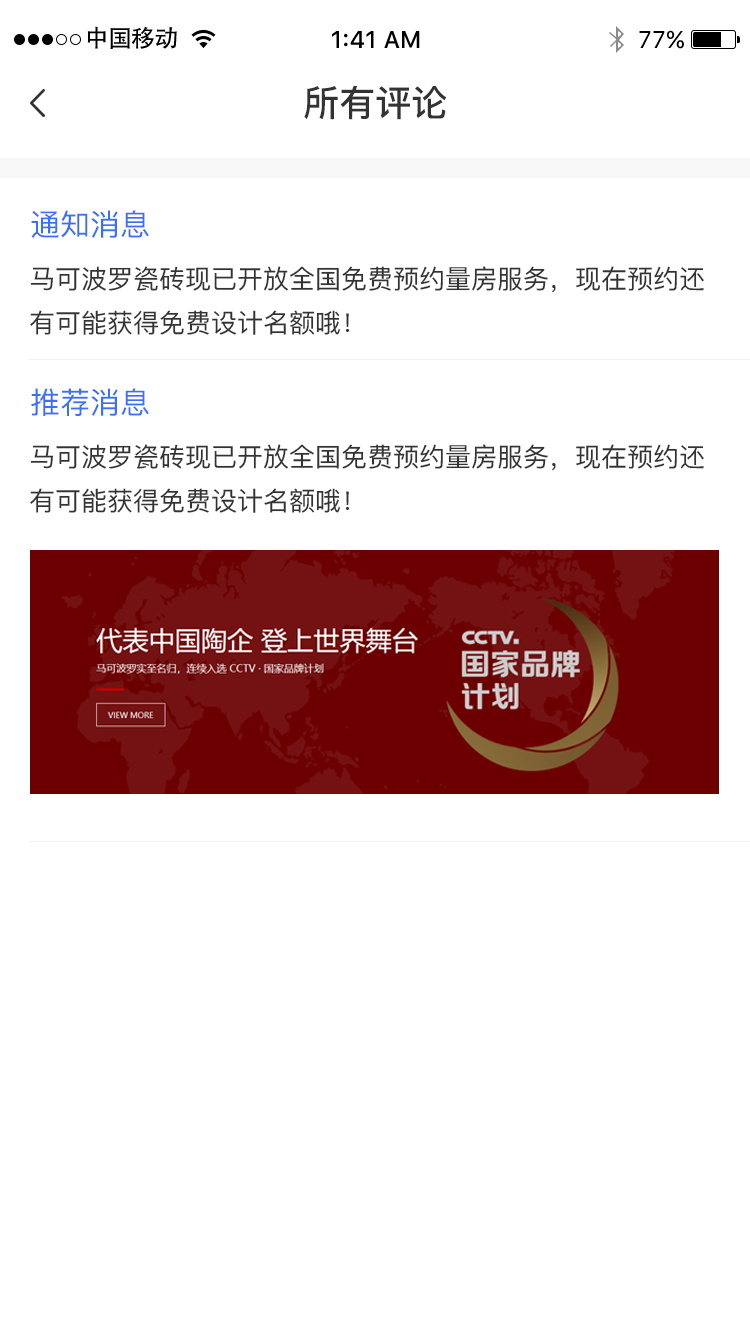 中国移动 1:41 AM 77%
所有评论
通知消息
马可波罗瓷砖现已开放全国免费预约量房服务，现在预约还
有可能获得免费设计名额哦！
推荐消息
马可波罗瓷砖现已开放全国免费预约量房服务，现在预约还
有可能获得免费设计名额哦！
代表中国陶企 登上世界舞台
马可波罗实至名归，连续入选 CCTV · 国家品牌计划
VIEW MORE
CCTV.
国家品牌
计划